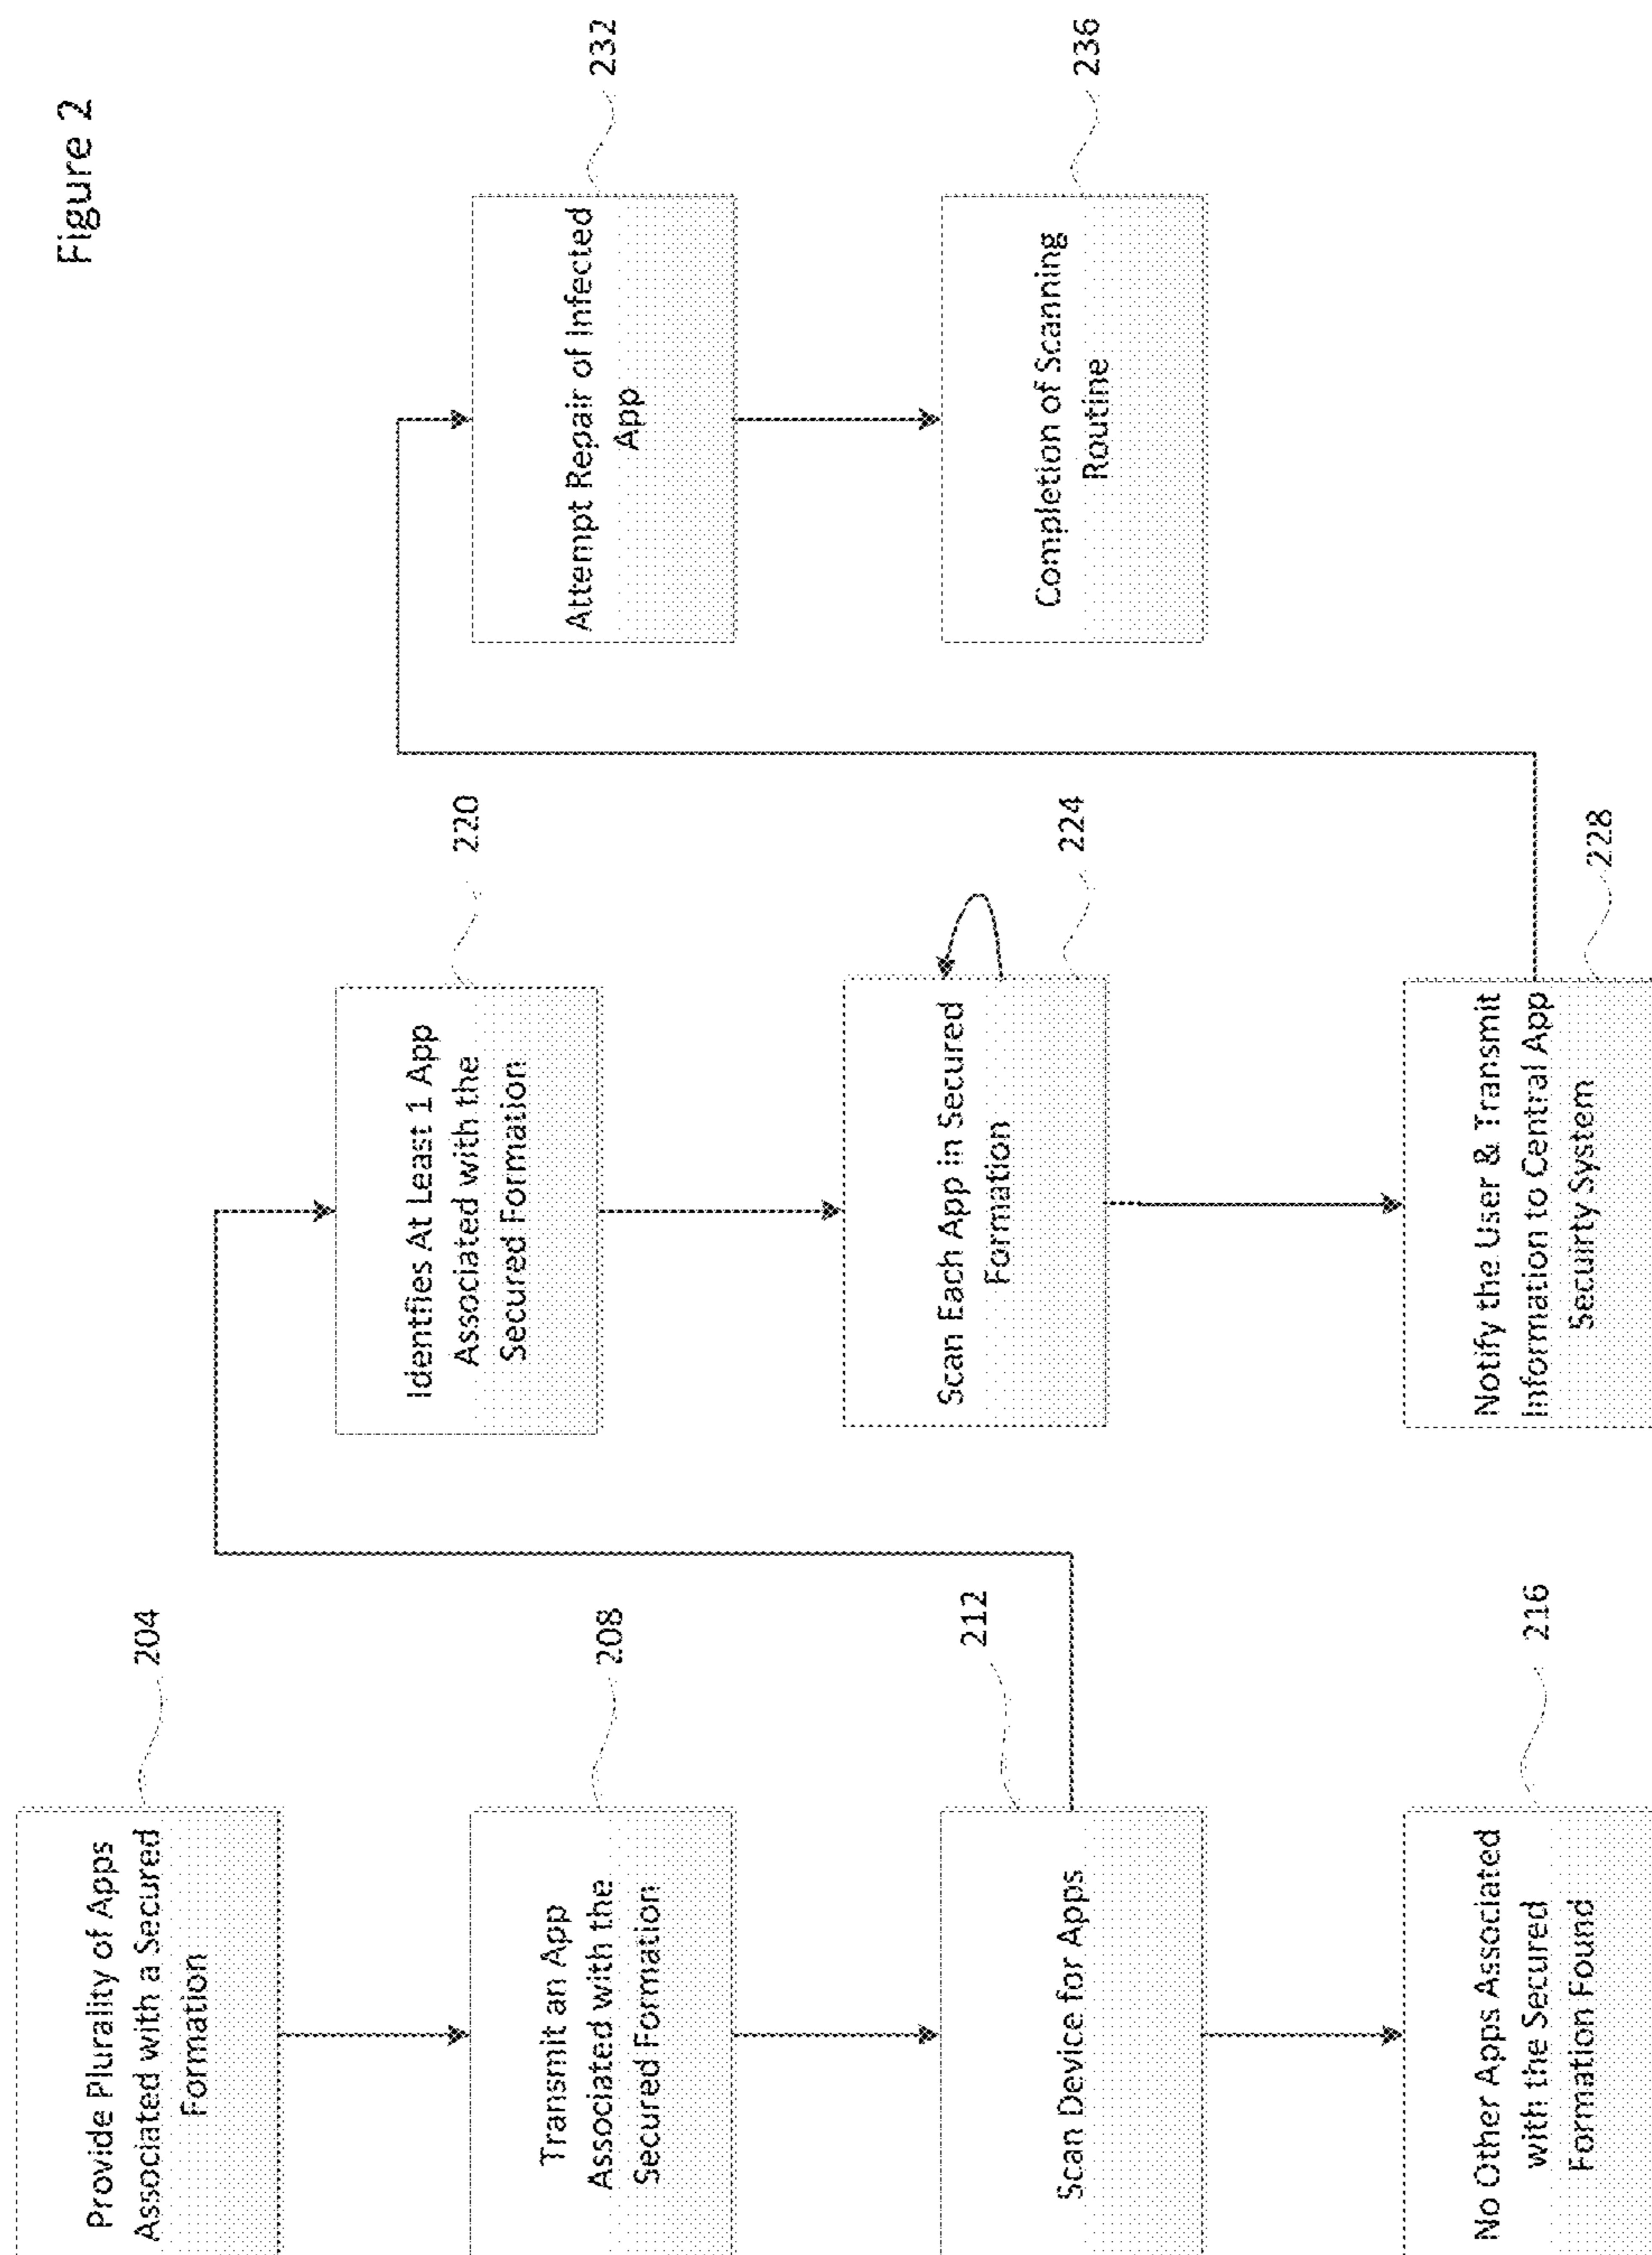 Figure 2
Provide Plurality of Apps
Associated with a Secured
Formation
204
Transmit an App
Associated with the
Secured Formation
208
Scan Device for Apps
212
No Other Apps Associated
with the Secured
Formation Found
216
Identfies At Least 1 App
Associated with the
Secured Formation
220
Scan Each App in Secured
Formation
224
Notify the User & Transmit
Information to Central App
Secuirty System
228
Attempt Repair of Infected
App
232
Completion of Scanning
Routine
236